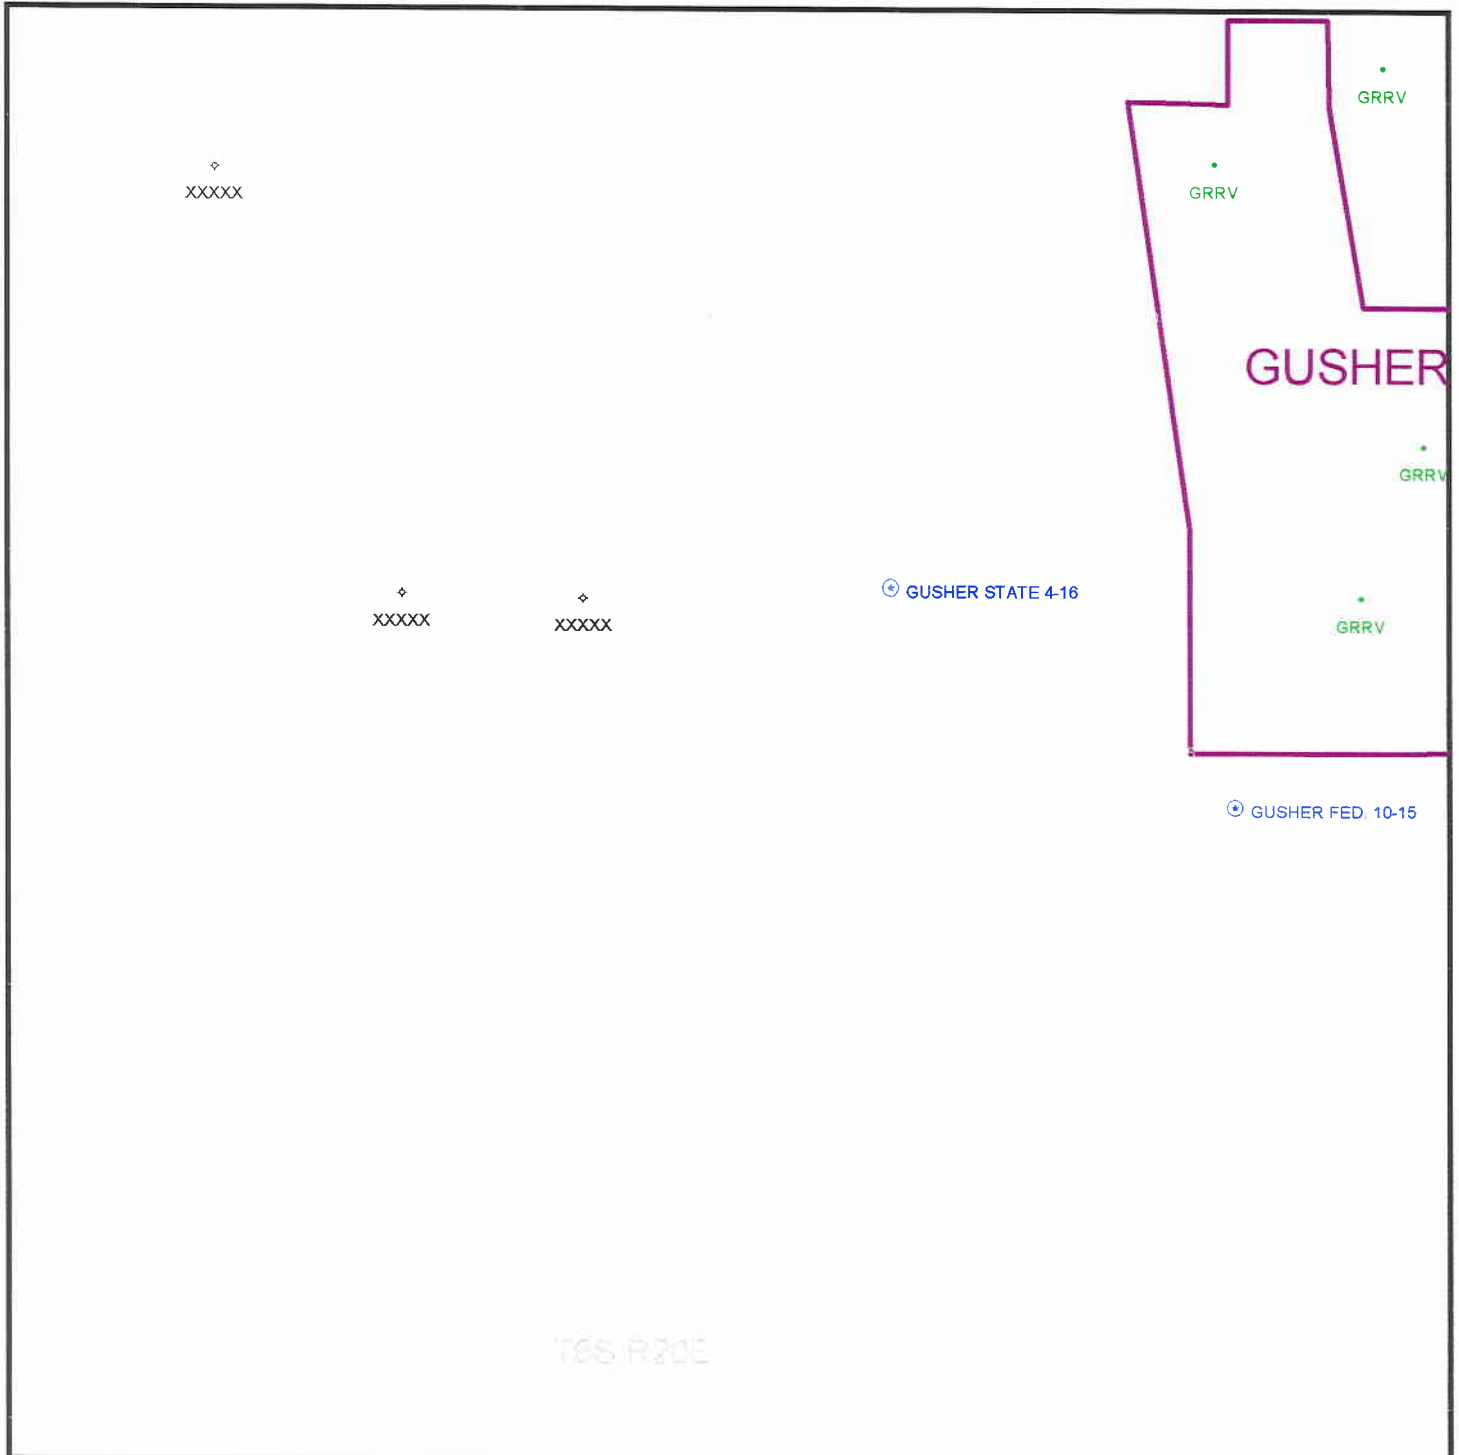 GRRV
XXXXX
GRRV
GUSHER
GRRV
GUSHER STATE 4-16
XXXXX
XXXXX
GRRV
GUSHER FED. 10-15
T6S R20E